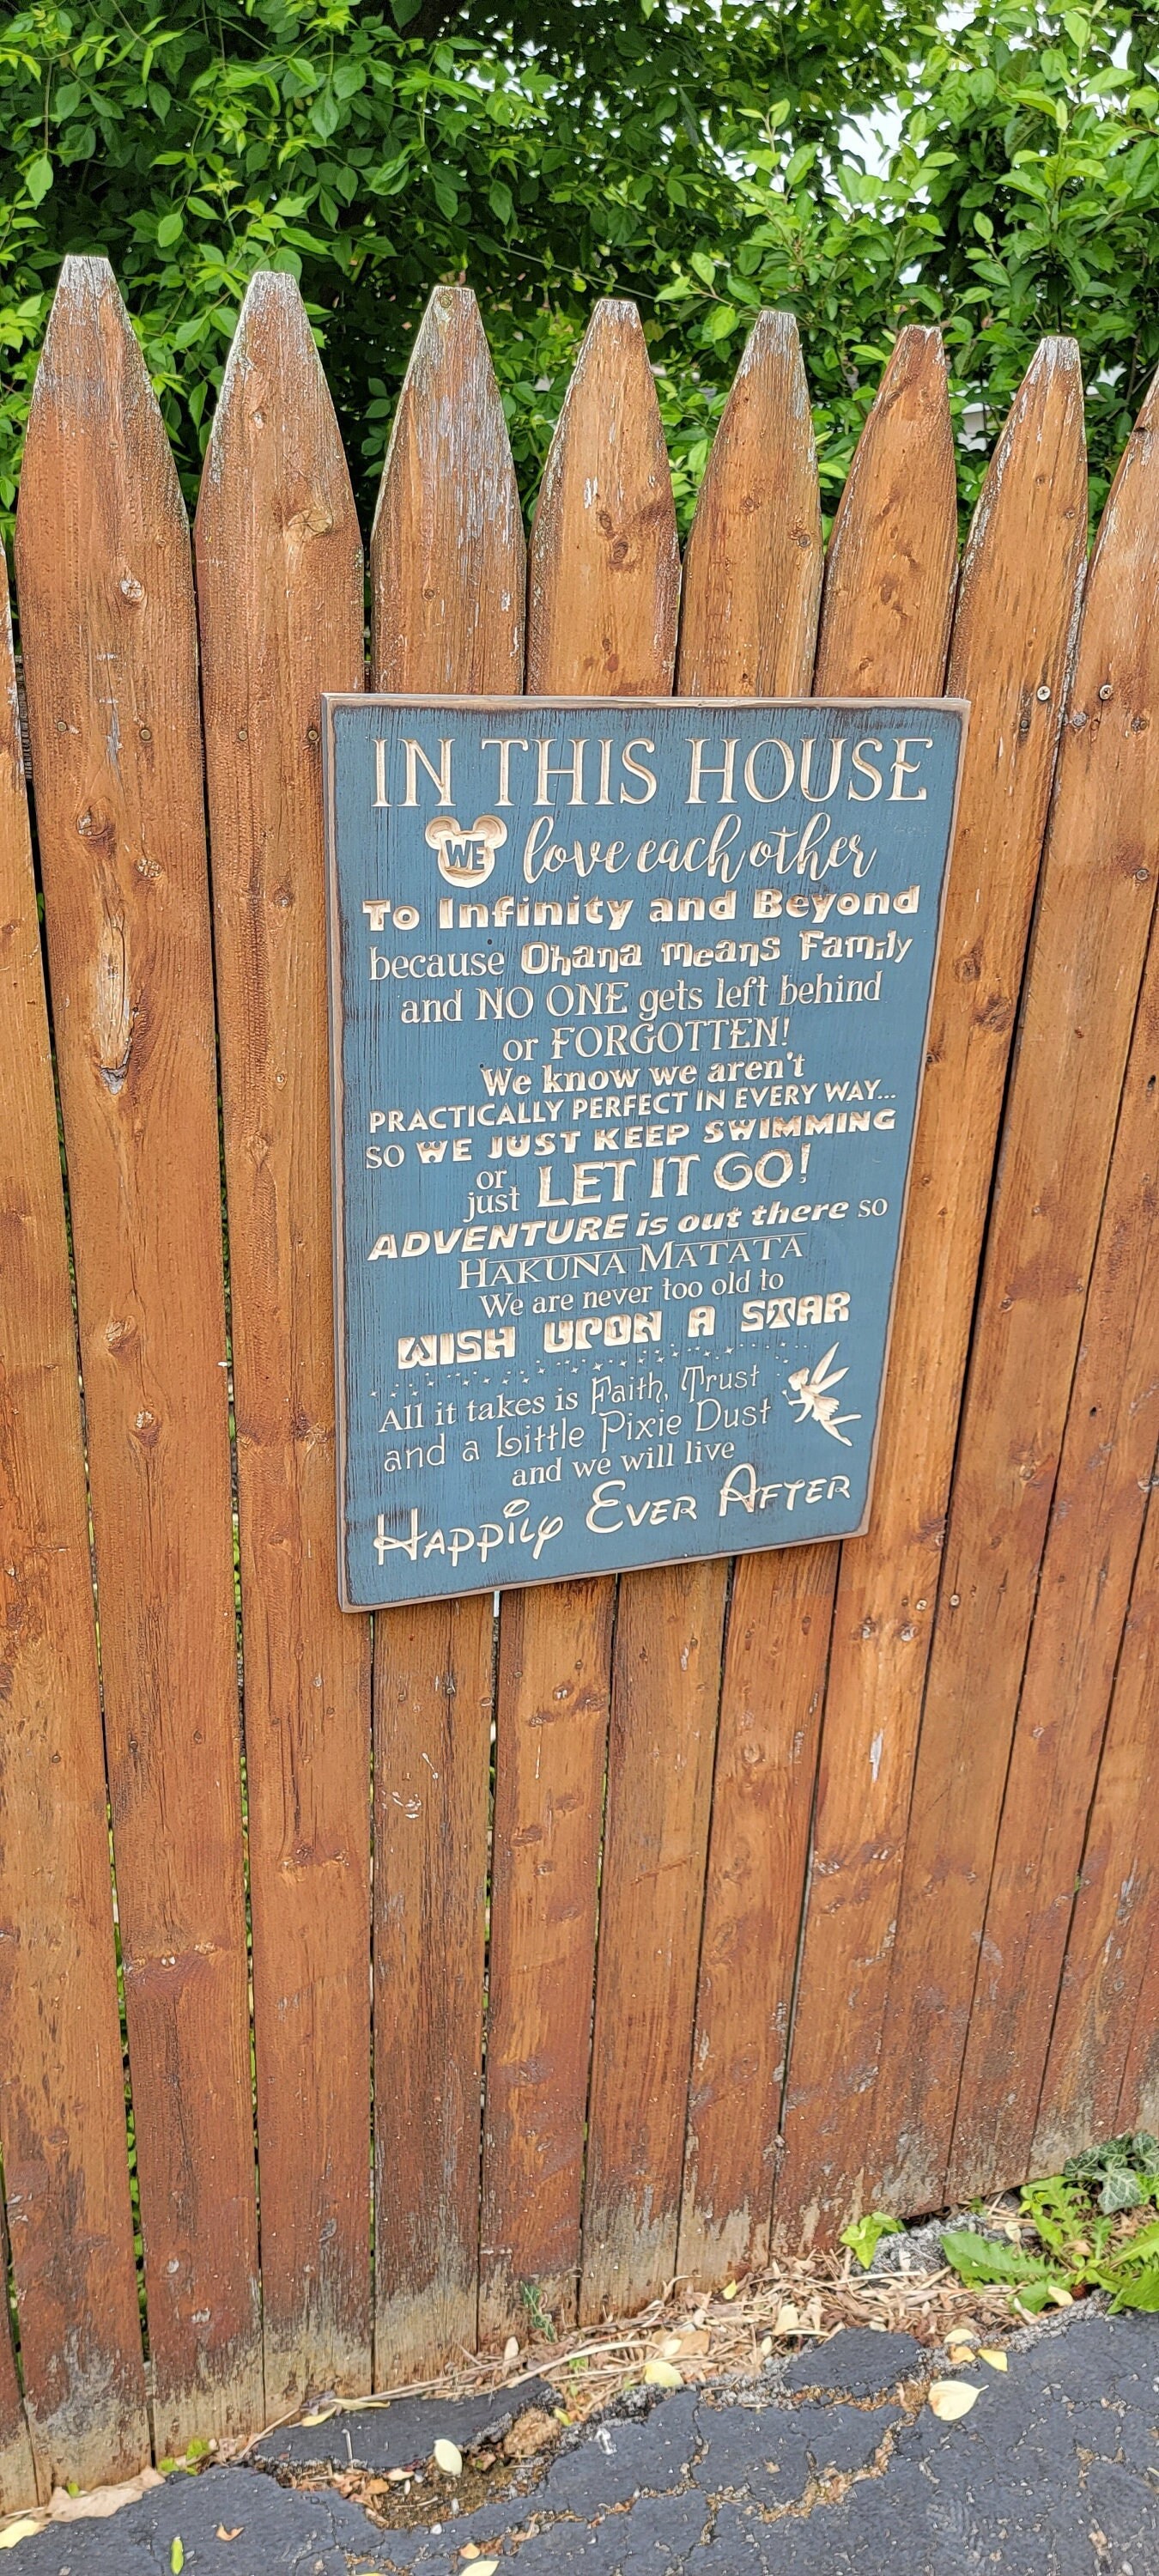 IN THIS HOUSE
WE love each other
To Infinity and Beyond
because Ohana means Family
and NO ONE gets left behind
or FORGOTTEN!
We know we aren't
PRACTICALLY PERFECT IN EVERY WAY...
SO WE JUST KEEP SWIMMING
or just LET IT GO!
ADVENTURE is out there so
HAKUNA MATATA
We are never too old to
WISH UPON A STAR
All it takes is Faith, Trust
and a Little Pixie Dust
and we will live
HAPPILY EVER AFTER